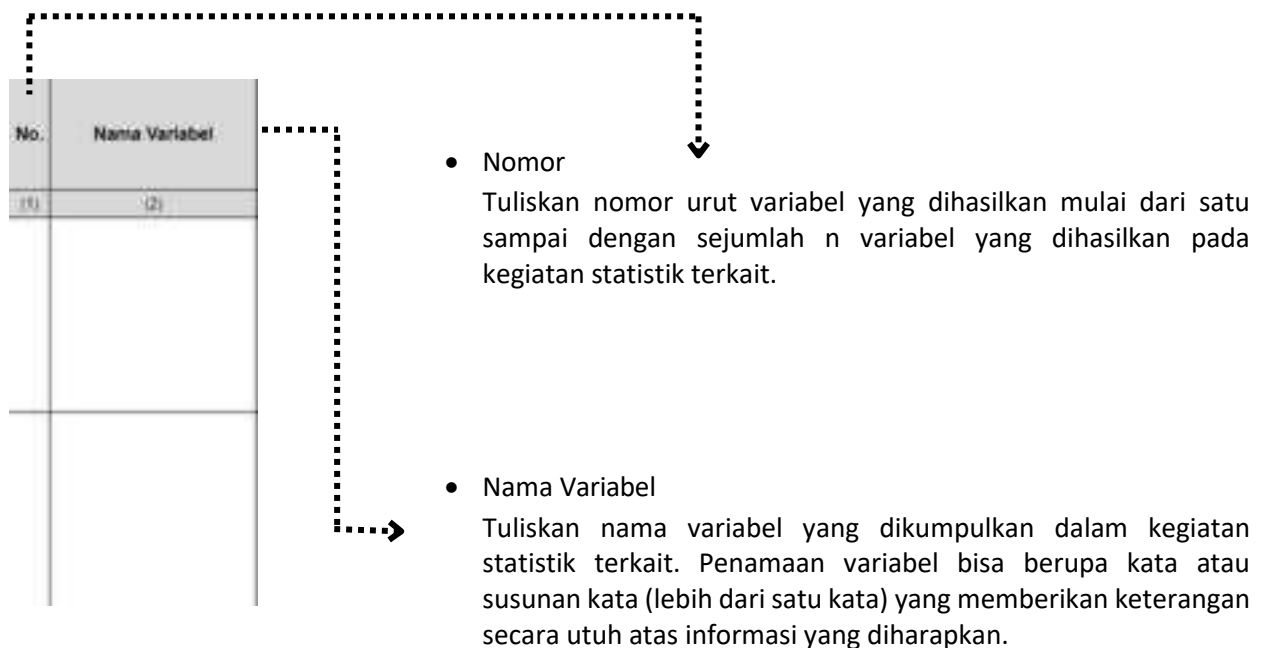 No. Nama Variabel
(1) (2)
• Nomor
Tuliskan nomor urut variabel yang dihasilkan mulai dari satu
sampai dengan sejumlah n variabel yang dihasilkan pada
kegiatan statistik terkait.
• Nama Variabel
Tuliskan nama variabel yang dikumpulkan dalam kegiatan
statistik terkait. Penamaan variabel bisa berupa kata atau
susunan kata (lebih dari satu kata) yang memberikan keterangan
secara utuh atas informasi yang diharapkan.